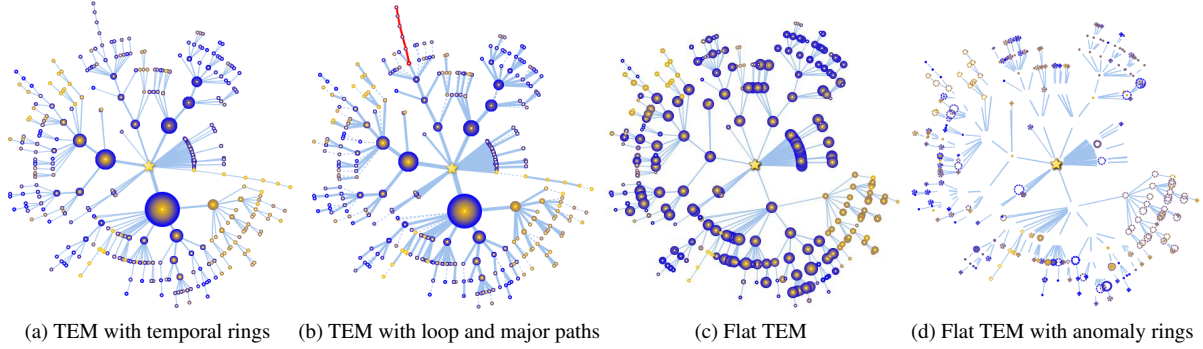 (a) TEM with temporal rings
(b) TEM with loop and major paths
(c) Flat TEM
(d) Flat TEM with anomaly rings